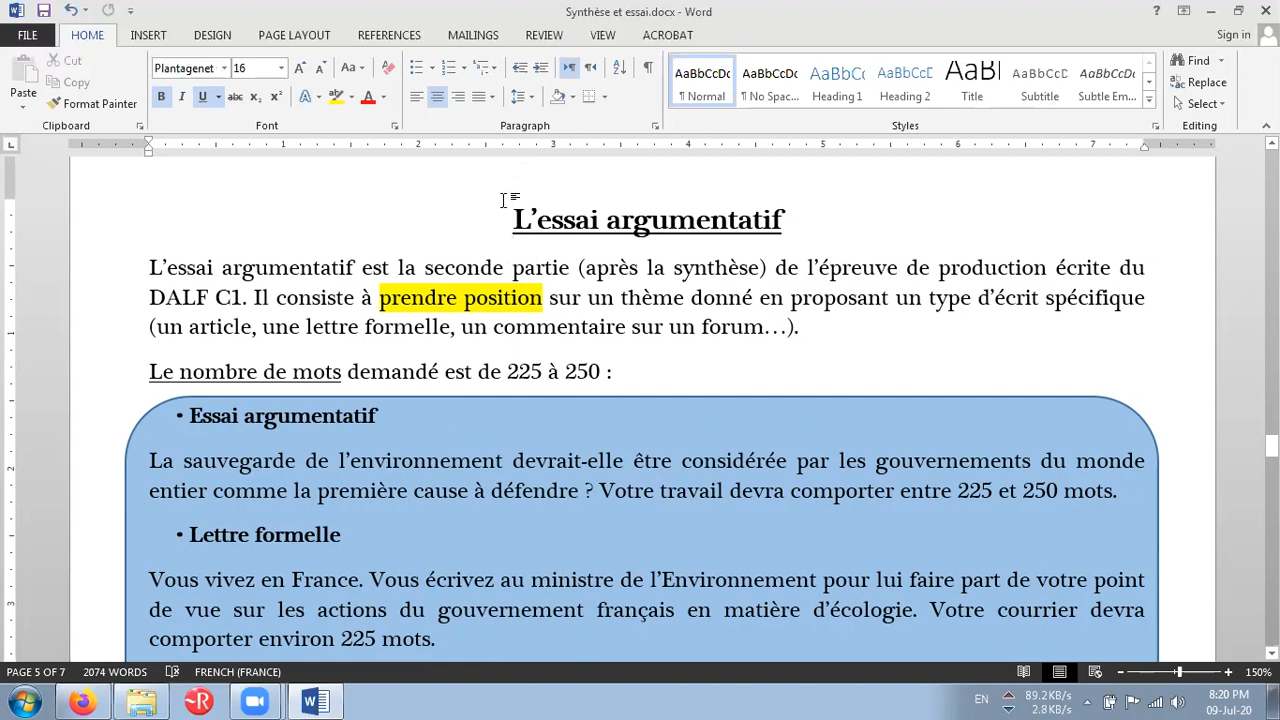 Synthèse et essai.docx - Word
FILE HOME INSERT DESIGN PAGE LAYOUT REFERENCES MAILINGS REVIEW VIEW ACROBAT Sign in
Paste Cut Copy Format Painter
Clipboard
Plantagenet 16
Font
Paragraph
AaBbCcDc AaBbCcDc AaBbCc AaBbCc AaBl AaBbCcD AaBbCcDc
¶ Normal ¶ No Spac... Heading 1 Heading 2 Title Subtitle Subtle Em...
Styles
Find
Replace
Select
Editing
1 2 3 4 5 6 7
L'essai argumentatif
L'essai argumentatif est la seconde partie (après la synthèse) de l'épreuve de production écrite du
DALF C1. Il consiste à prendre position sur un thème donné en proposant un type d'écrit spécifique
(un article, une lettre formelle, un commentaire sur un forum…).
Le nombre de mots demandé est de 225 à 250 :
• Essai argumentatif
La sauvegarde de l'environnement devrait-elle être considérée par les gouvernements du monde
entier comme la première cause à défendre ? Votre travail devra comporter entre 225 et 250 mots.
• Lettre formelle
Vous vivez en France. Vous écrivez au ministre de l'Environnement pour lui faire part de votre point
de vue sur les actions du gouvernement français en matière d'écologie. Votre courrier devra
comporter environ 225 mots.
PAGE 5 OF 7 2074 WORDS FRENCH (FRANCE) 150%
EN 89.2KB/s 2.8KB/s 8:20 PM
09-Jul-20